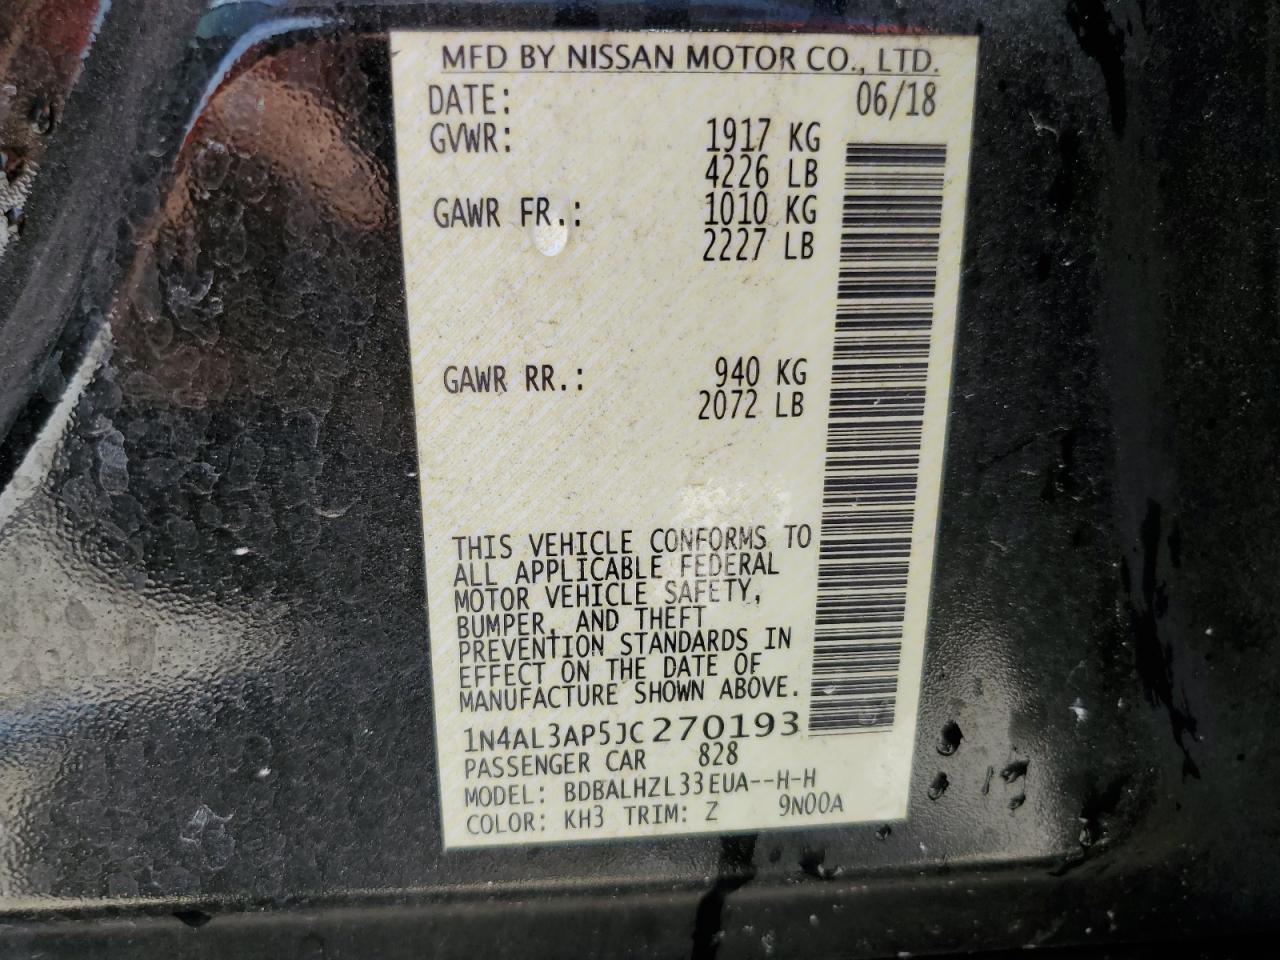 MFD BY NISSAN MOTOR CO., LTD.
DATE: 06/18
GVWR: 1917 KG
4226 LB
GAWR FR.: 1010 KG
2227 LB
GAWR RR.: 940 KG
2072 LB
THIS VEHICLE CONFORMS TO
ALL APPLICABLE FEDERAL
MOTOR VEHICLE SAFETY,
BUMPER, AND THEFT
PREVENTION STANDARDS IN
EFFECT ON THE DATE OF
MANUFACTURE SHOWN ABOVE.
1N4AL3AP5JC270193
PASSENGER CAR 828
MODEL: BDBALHZL33EUA--H-H
COLOR: KH3 TRIM: Z 9N00A